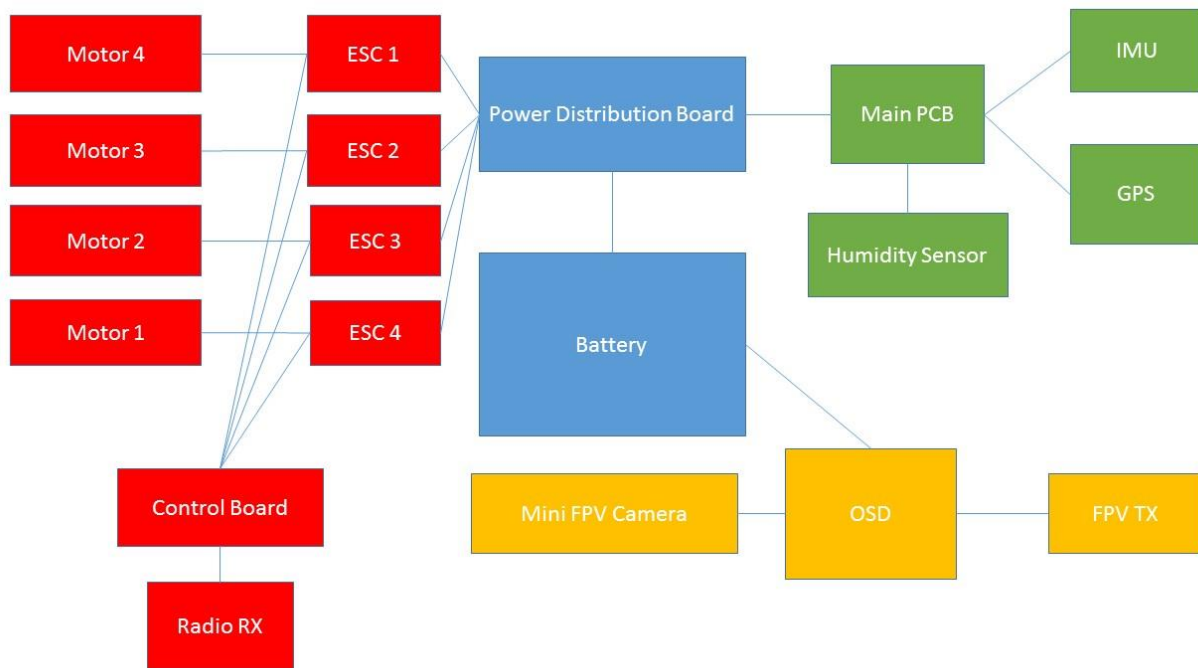 Motor 4
ESC 1
Power Distribution Board
Main PCB
IMU
Motor 3
ESC 2
GPS
Motor 2
ESC 3
Humidity Sensor
Motor 1
ESC 4
Battery
Control Board
Mini FPV Camera
OSD
FPV TX
Radio RX